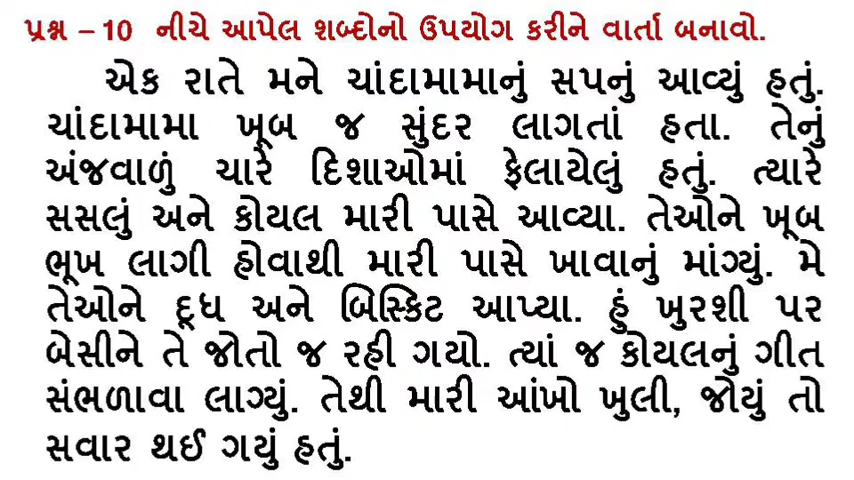 પ્રશ્ન – 10 નીચે આપેલ શબ્દોનો ઉપયોગ કરીને વાર્તા બનાવો.
એક રાતે મને ચાંદામામાનું સપનું આવ્યું હતું.
ચાંદામામા ખૂબ જ સુંદર લાગતાં હતા. તેનું
અંજવાળું ચારે દિશાઓમાં ફેલાયેલું હતું. ત્યારે
સસલું અને કોયલ મારી પાસે આવ્યા. તેઓને ખૂબ
ભૂખ લાગી હોવાથી મારી પાસે ખાવાનું માંગ્યું. મે
તેઓને દૂધ અને બિસ્કિટ આપ્યા. હું ખુરશી પર
બેસીને તે જોતો જ રહી ગયો. ત્યાં જ કોયલનું ગીત
સંભળાવા લાગ્યું. તેથી મારી આંખો ખુલી, જોયું તો
સવાર થઈ ગયું હતું.